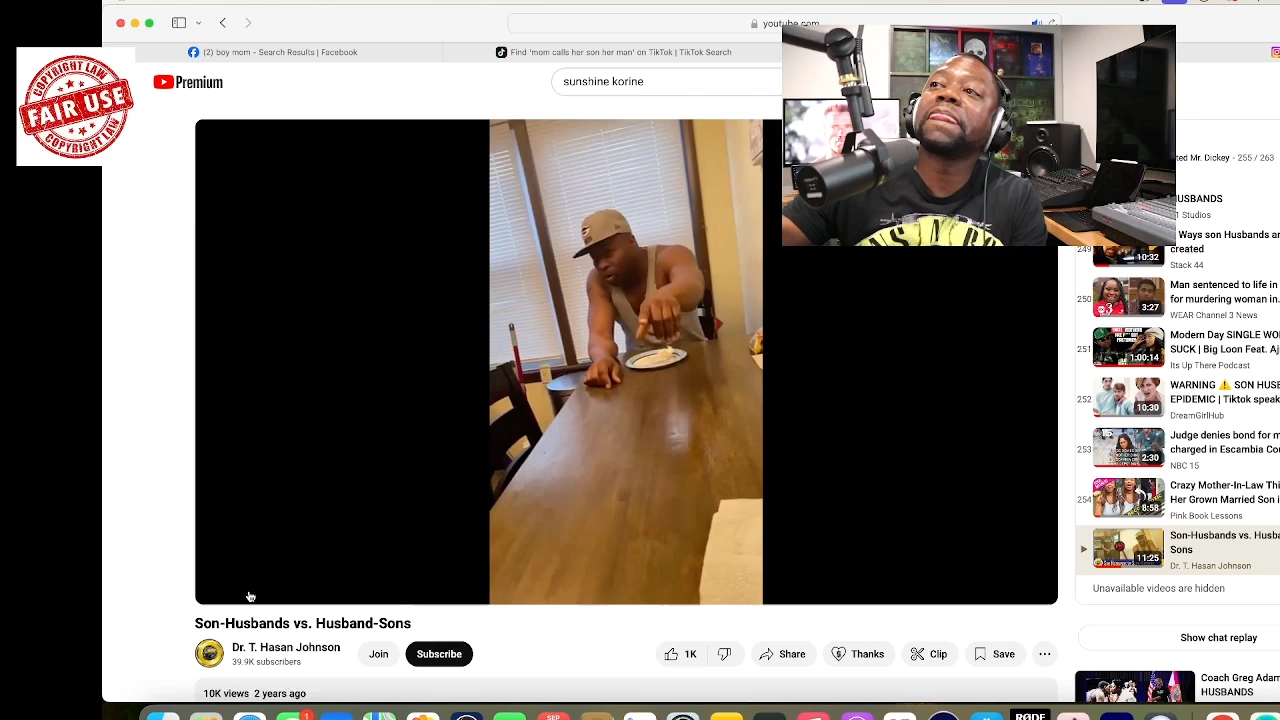 youtube.com
(2) boy mom - Search Results | Facebook
Find 'mom calls her son her man' on TikTok | TikTok Search
COPYRIGHT LAW
FAIR USE
COPYRIGHT LAW
Premium
sunshine korine
ted Mr. Dickey - 255 / 263
USBANDS
1 Studios
249
10:32
Ways son Husbands ar
created
Stack 44
250
3:27
Man sentenced to life in
for murdering woman in
WEAR Channel 3 News
251
1:00:14
Modern Day SINGLE WO
SUCK | Big Loon Feat. Aj
Its Up There Podcast
252
10:30
WARNING ⚠️ SON HUSE
EPIDEMIC | Tiktok speak
DreamGirlHub
253
2:30
Judge denies bond for m
charged in Escambia Cou
NBC 15
254
8:58
Crazy Mother-In-Law Thi
Her Grown Married Son i
Pink Book Lessons
11:25
Son-Husbands vs. Husba
Sons
Dr. T. Hasan Johnson
Unavailable videos are hidden
Show chat replay
Coach Greg Adam
HUSBANDS
Son-Husbands vs. Husband-Sons
Dr. T. Hasan Johnson
39.9K subscribers
Join
Subscribe
1K
Share
Thanks
Clip
Save
10K views 2 years ago
SEP
1
RØDE